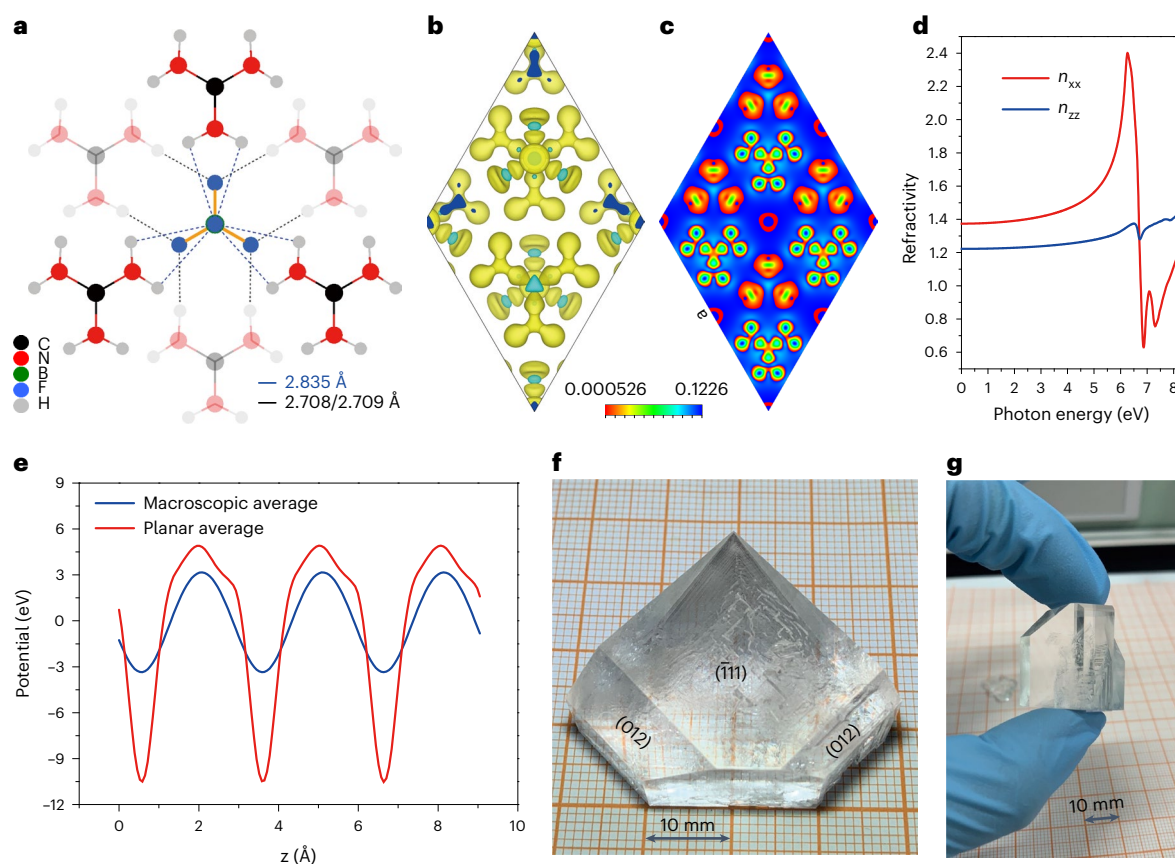 a
C
N
B
F
H
2.835 Å
2.708/2.709 Å
b
c
a
0.000526 0.1226
d
2.4
2.2
2.0
1.8
1.6
1.4
1.2
1.0
0.8
0.6
n_xx
n_zz
Refractivity
0 1 2 3 4 5 6 7 8
Photon energy (eV)
e
9
6
3
0
−3
−6
−9
−12
Macroscopic average
Planar average
Potential (eV)
0 2 4 6 8 10
z (Å)
f
(1̅11)
(012)
(012)
10 mm
g
10 mm